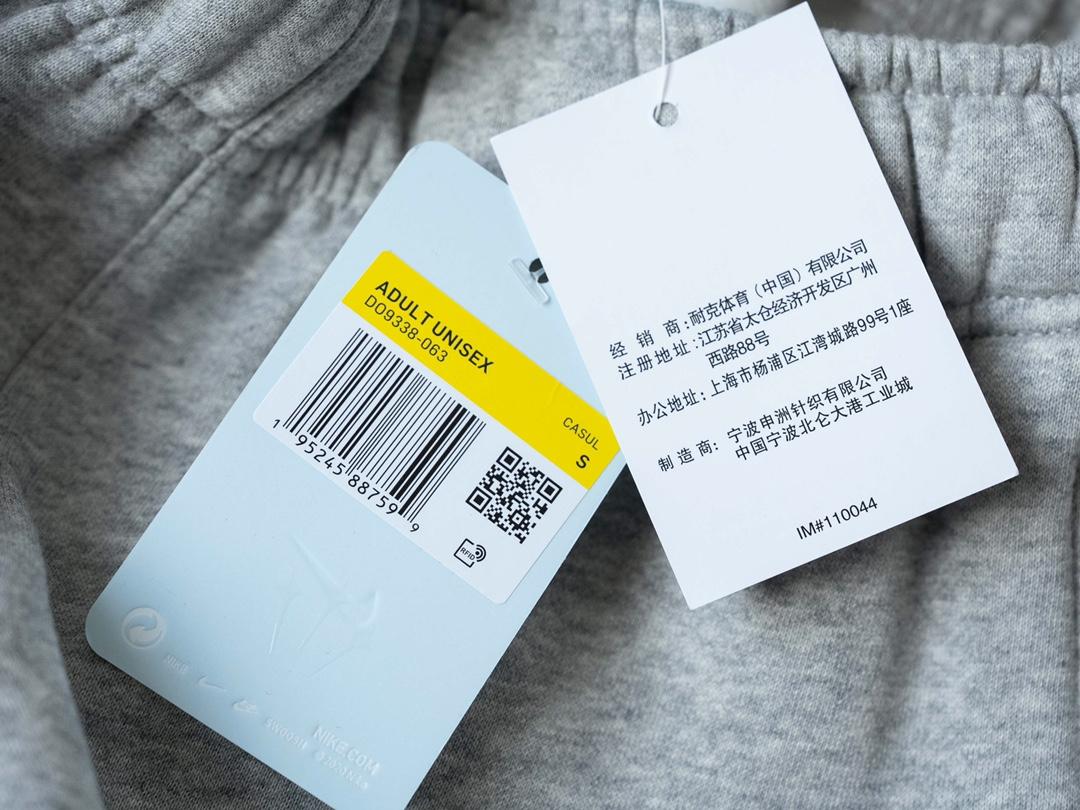 ADULT UNISEX
DO9338-063
CASUL
S
1 95245 88759 9
RFID
NIKE
NIKE.COM
经 销 商:耐克体育（中国）有限公司
注册地址:江苏省太仓经济开发区广州
西路88号
办公地址:上海市杨浦区江湾城路99号1座
制 造 商: 宁波申洲针织有限公司
中国宁波北仑大港工业城
IM#110044